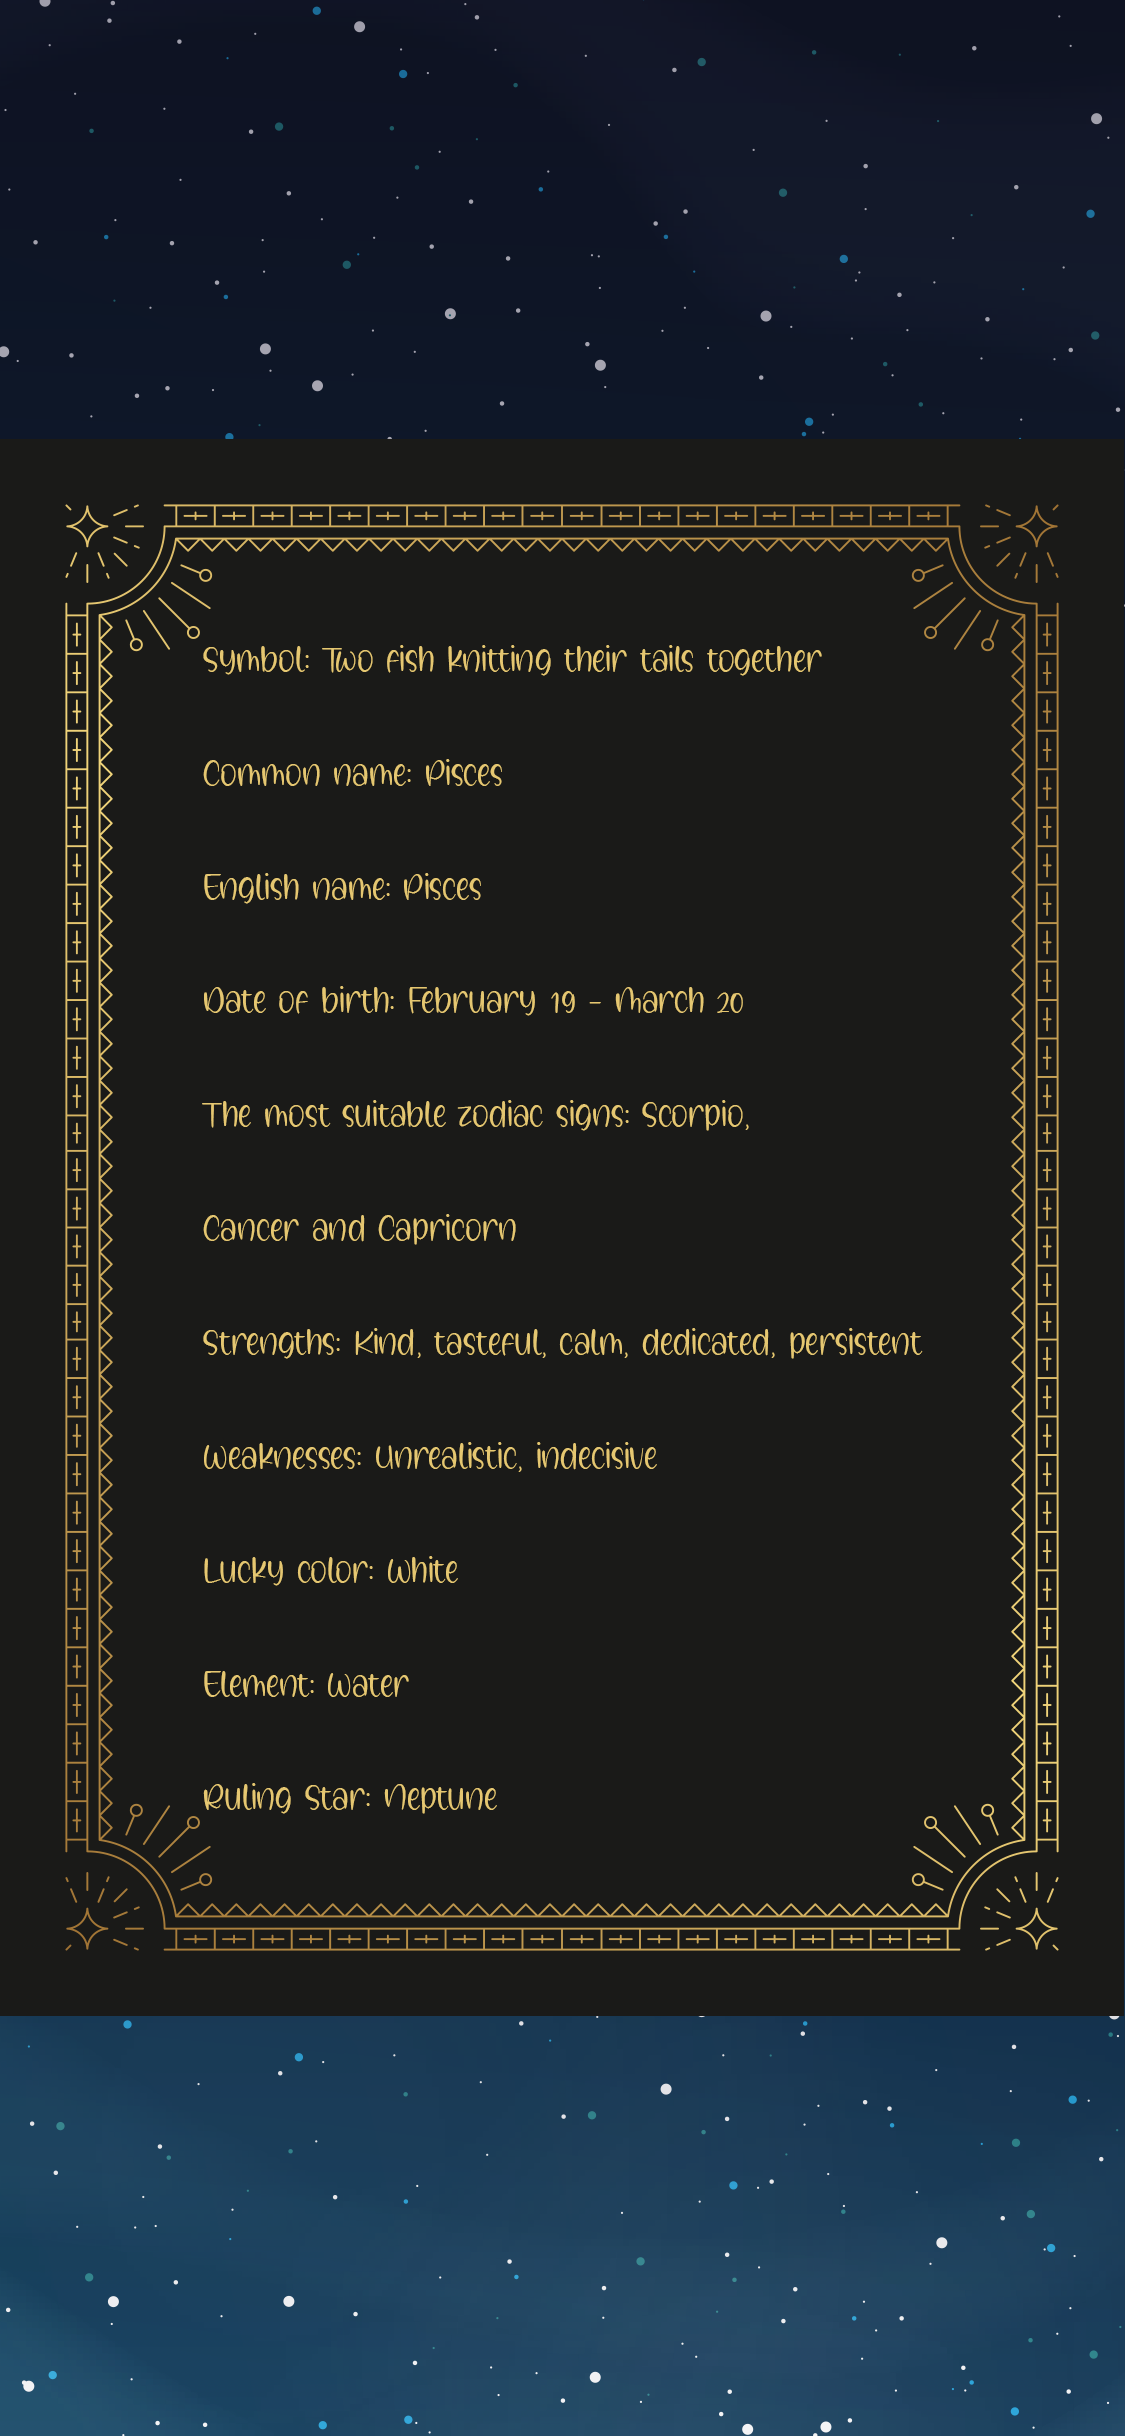 Symbol: Two fish knitting their tails together
Common name: Pisces
English name: Pisces
Date of birth: February 19 - March 20
The most suitable zodiac signs: Scorpio,
Cancer and Capricorn
Strengths: Kind, tasteful, calm, dedicated, persistent
Weaknesses: Unrealistic, indecisive
Lucky color: White
Element: Water
Ruling Star: Neptune